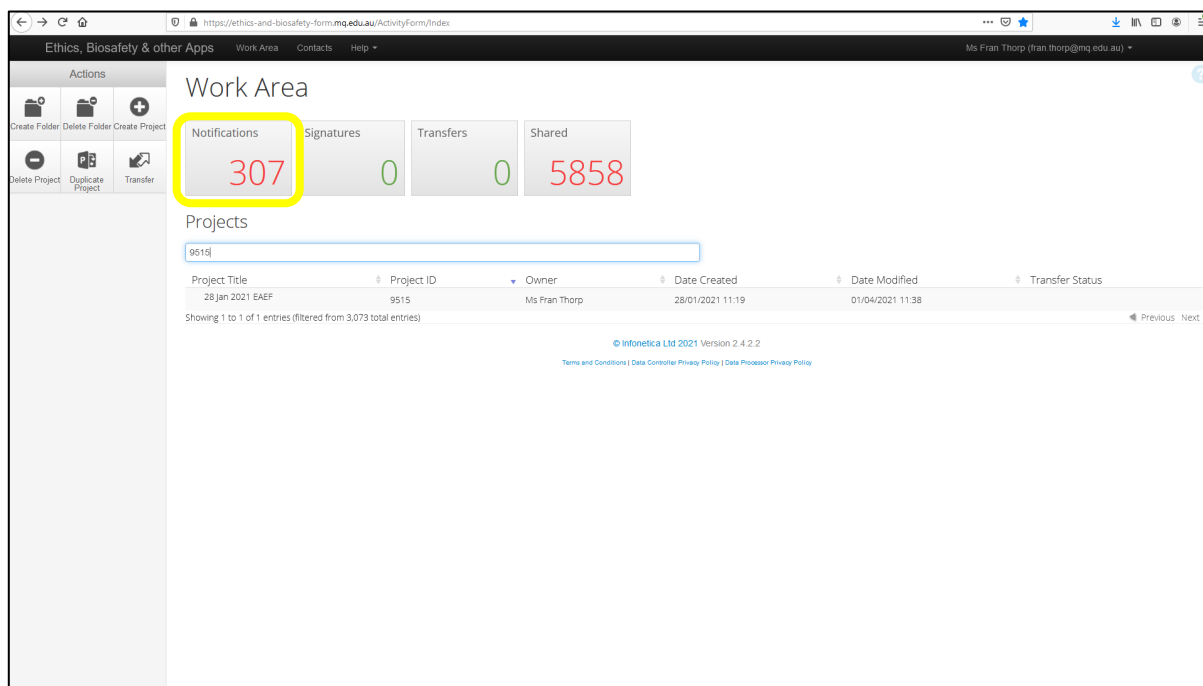 https://ethics-and-biosafety-form.mq.edu.au/ActivityForm/Index
Ethics, Biosafety & other Apps Work Area Contacts Help Ms Fran Thorp (fran.thorp@mq.edu.au)
Actions
Create Folder Delete Folder Create Project
Delete Project Duplicate Project Transfer
Work Area
?
Notifications Signatures Transfers Shared
307 0 0 5858
Projects
9515
Project Title Project ID Owner Date Created Date Modified Transfer Status
28 Jan 2021 EAEF 9515 Ms Fran Thorp 28/01/2021 11:19 01/04/2021 11:38
Showing 1 to 1 of 1 entries (filtered from 3,073 total entries) Previous Next
© Infonetica Ltd 2021 Version 2.4.2.2
Terms and Conditions | Data Controller Privacy Policy | Data Processor Privacy Policy